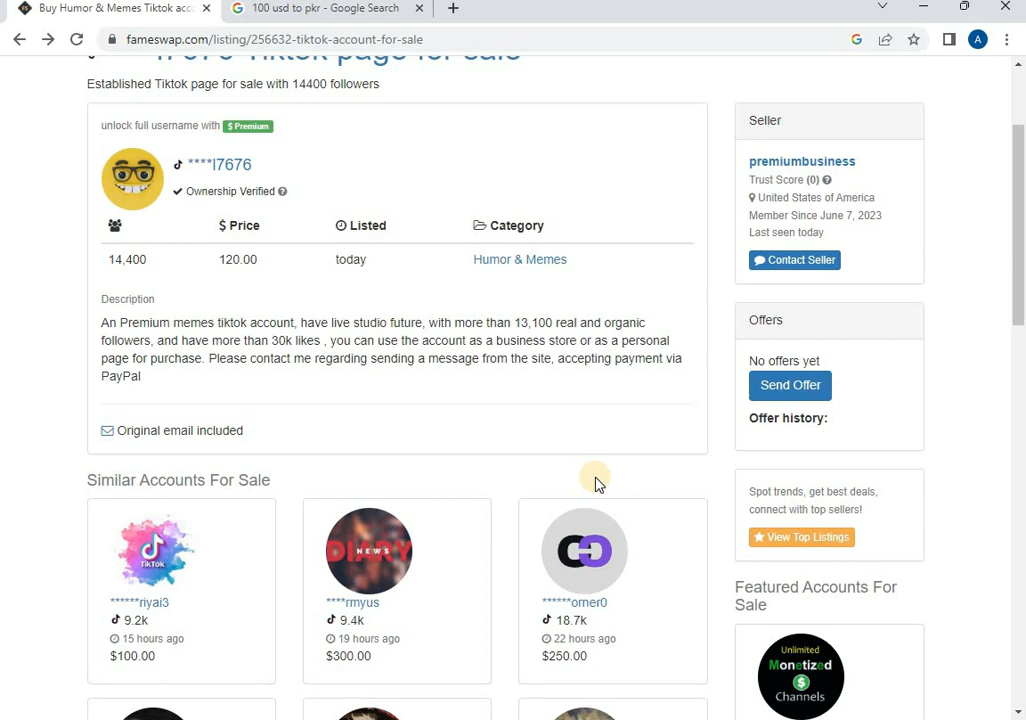 Buy Humor & Memes Tiktok acco
100 usd to pkr - Google Search
fameswap.com/listing/256632-tiktok-account-for-sale
A
Established Tiktok page for sale with 14400 followers
unlock full username with $ Premium
****l7676
Ownership Verified
$ Price
Listed
Category
14,400
120.00
today
Humor & Memes
Description
An Premium memes tiktok account, have live studio future, with more than 13,100 real and organic
followers, and have more than 30k likes , you can use the account as a business store or as a personal
page for purchase. Please contact me regarding sending a message from the site, accepting payment via
PayPal
Original email included
Seller
premiumbusiness
Trust Score (0)
United States of America
Member Since June 7, 2023
Last seen today
Contact Seller
Offers
No offers yet
Send Offer
Offer history:
Spot trends, get best deals,
connect with top sellers!
View Top Listings
Similar Accounts For Sale
TikTok
******riyai3
9.2k
15 hours ago
$100.00
DIARY NEWS
****rmyus
9.4k
19 hours ago
$300.00
******orner0
18.7k
22 hours ago
$250.00
Featured Accounts For
Sale
Unlimited
Monetized
$
Channels